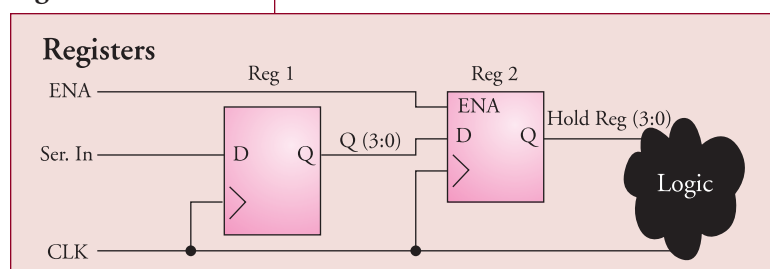 Registers
Reg 1
Reg 2
ENA
ENA
Hold Reg (3:0)
Ser. In
D
Q
Q (3:0)
D
Q
Logic
CLK